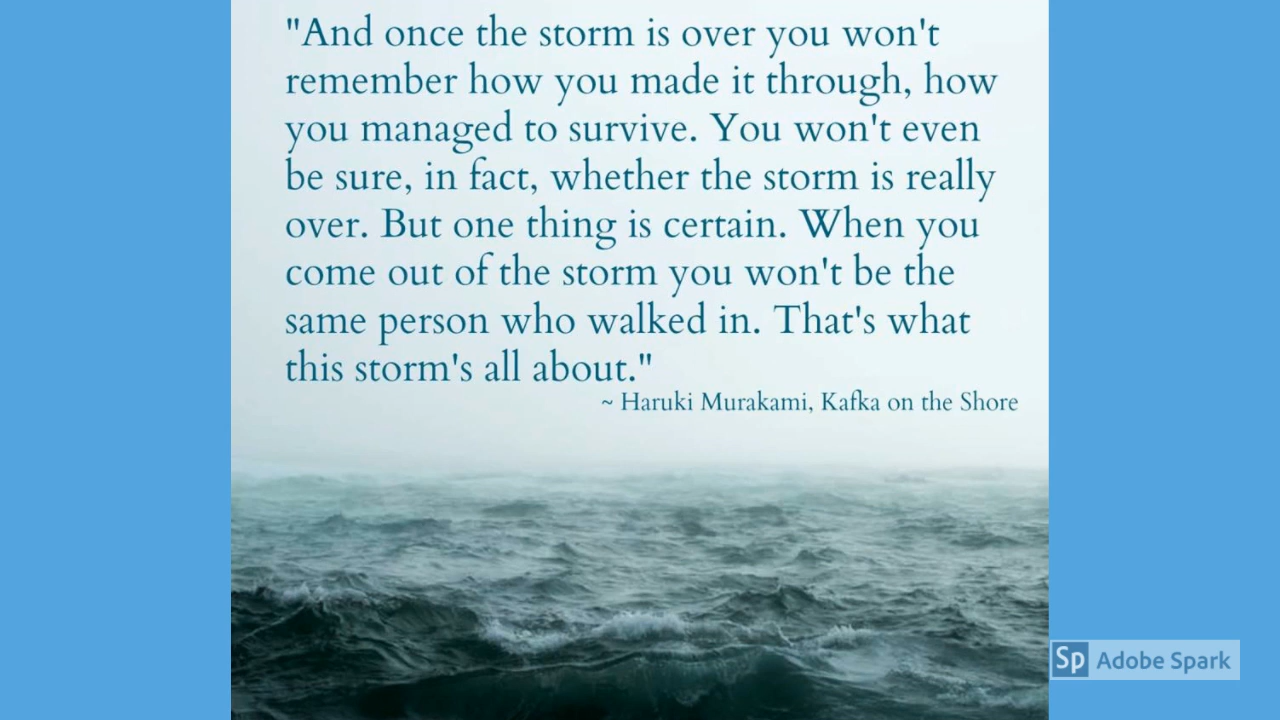 "And once the storm is over you won't
remember how you made it through, how
you managed to survive. You won't even
be sure, in fact, whether the storm is really
over. But one thing is certain. When you
come out of the storm you won't be the
same person who walked in. That's what
this storm's all about."
~ Haruki Murakami, Kafka on the Shore
Sp Adobe Spark